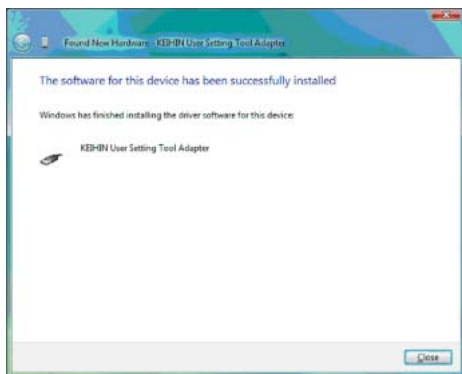 Found New Hardware - KEIHIN User Setting Tool Adapter
The software for this device has been successfully installed
Windows has finished installing the driver software for this device:
KEIHIN User Setting Tool Adapter
Close